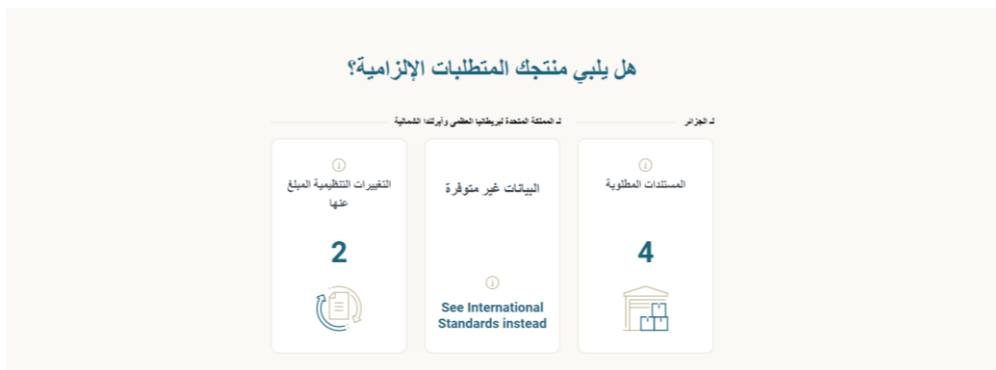 هل يلبي منتجك المتطلبات الإلزامية؟
لـ الجزائر
لـ المملكة المتحدة لبريطانيا العظمى وأيرلندا الشمالية
المستندات المطلوبة
4
البيانات غير متوفرة
See International
Standards instead
التغييرات التنظيمية المبلغ
عنها
2